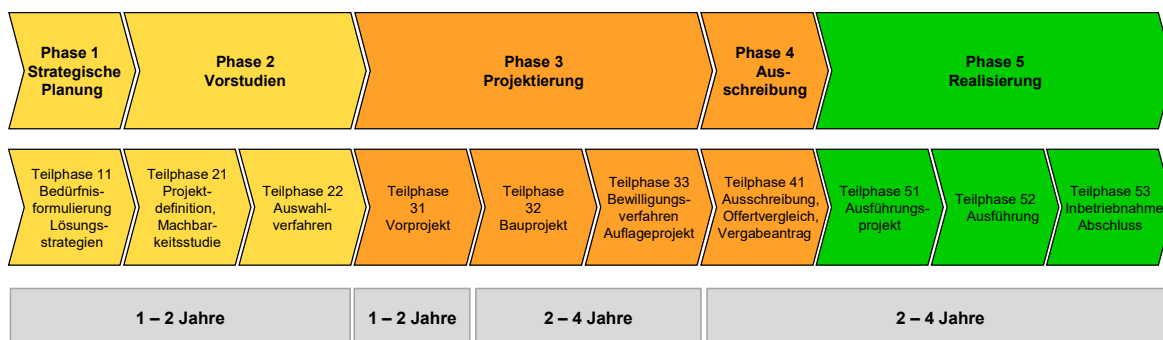 Phase 1
Strategische
Planung
Phase 2
Vorstudien
Phase 3
Projektierung
Phase 4
Aus-
schreibung
Phase 5
Realisierung
Teilphase 11
Bedürfnis-
formulierung
Lösungs-
strategien
Teilphase 21
Projekt-
definition,
Machbar-
keitsstudie
Teilphase 22
Auswahl-
verfahren
Teilphase
31
Vorprojekt
Teilphase
32
Bauprojekt
Teilphase 33
Bewilligungs-
verfahren
Auflageprojekt
Teilphase 41
Ausschreibung,
Offertvergleich,
Vergabeantrag
Teilphase 51
Ausführungs-
projekt
Teilphase 52
Ausführung
Teilphase 53
Inbetriebnahme
Abschluss
1 – 2 Jahre
1 – 2 Jahre
2 – 4 Jahre
2 – 4 Jahre